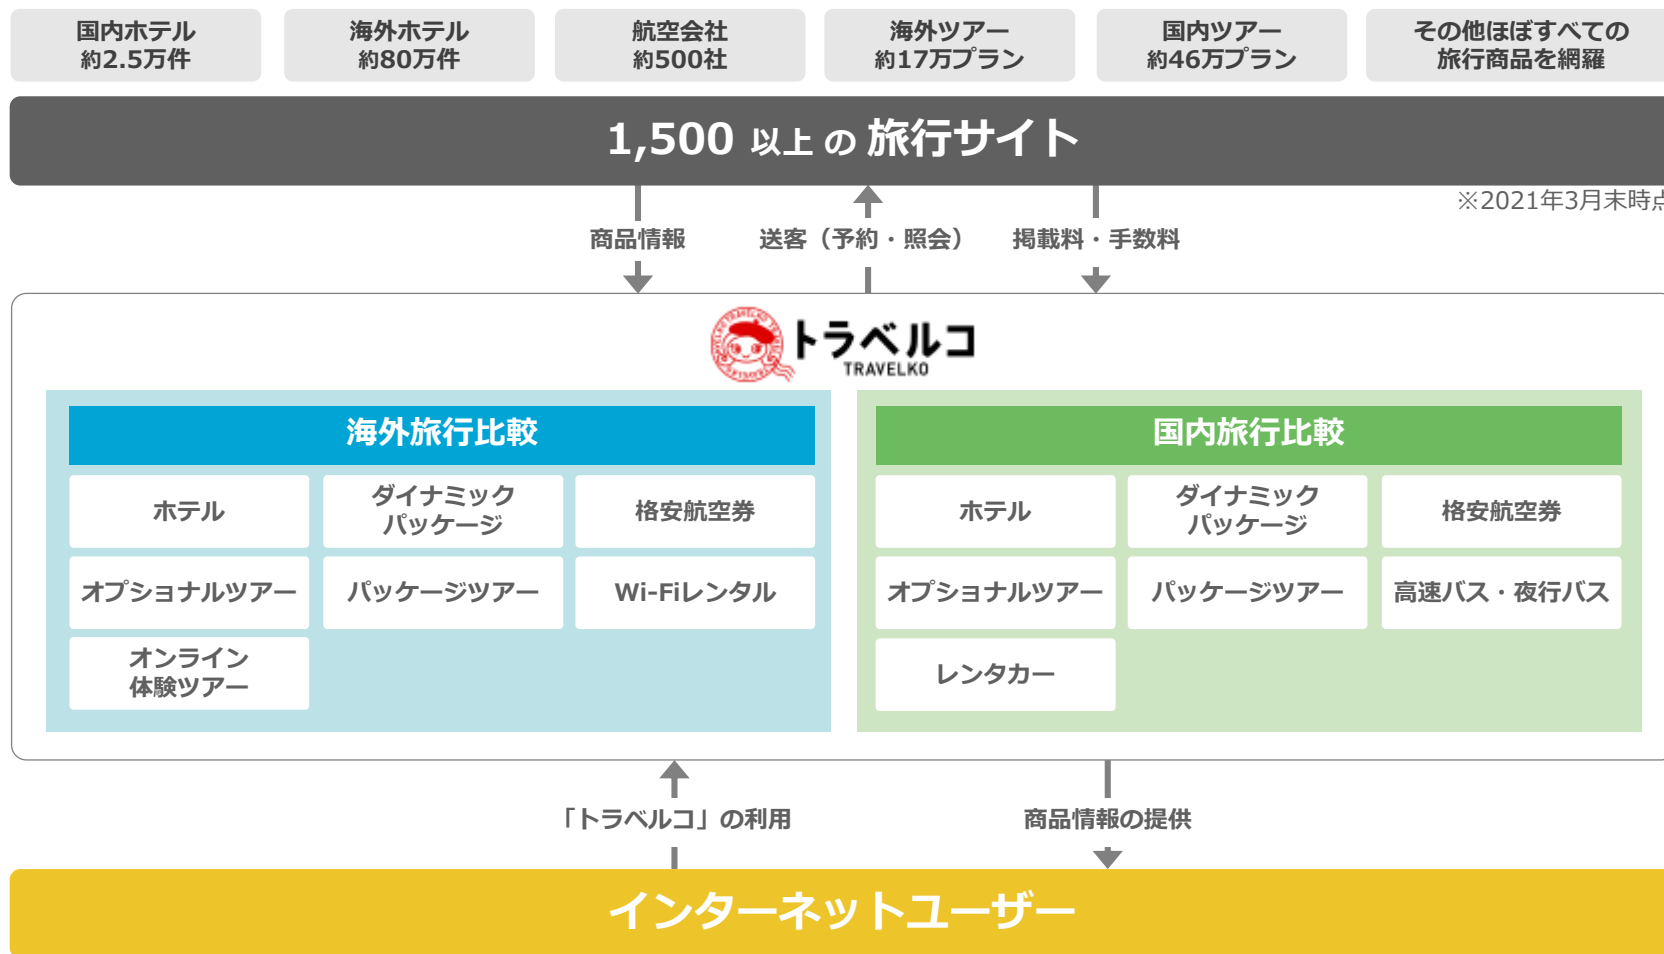 国内ホテル
約2.5万件
海外ホテル
約80万件
航空会社
約500社
海外ツアー
約17万プラン
国内ツアー
約46万プラン
その他ほぼすべての
旅行商品を網羅
1,500 以上 の 旅行サイト
※2021年3月末時点
商品情報
送客（予約・照会）
掲載料・手数料
トラベルコ
TRAVELKO
海外旅行比較
ホテル
ダイナミック
パッケージ
格安航空券
オプショナルツアー
パッケージツアー
Wi-Fiレンタル
オンライン
体験ツアー
国内旅行比較
ホテル
ダイナミック
パッケージ
格安航空券
オプショナルツアー
パッケージツアー
高速バス・夜行バス
レンタカー
「トラベルコ」の利用
商品情報の提供
インターネットユーザー